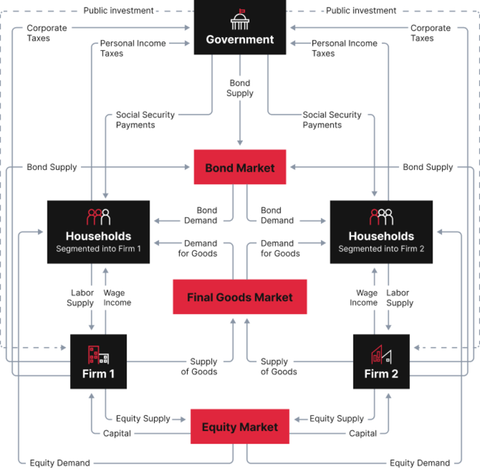 Public investment
Public investment
Corporate
Taxes
Personal Income
Taxes
Government
Personal Income
Taxes
Corporate
Taxes
Bond
Supply
Social Security
Payments
Social Security
Payments
Bond Supply
Bond Market
Bond Supply
Households
Segmented into Firm 1
Bond
Demand
Bond
Demand
Households
Segmented into Firm 2
Demand
for Goods
Demand
for Goods
Labor
Supply
Wage
Income
Final Goods Market
Wage
Income
Labor
Supply
Firm 1
Supply
of Goods
Supply
of Goods
Firm 2
Equity Supply
Equity Market
Equity Supply
Capital
Capital
Equity Demand
Equity Demand